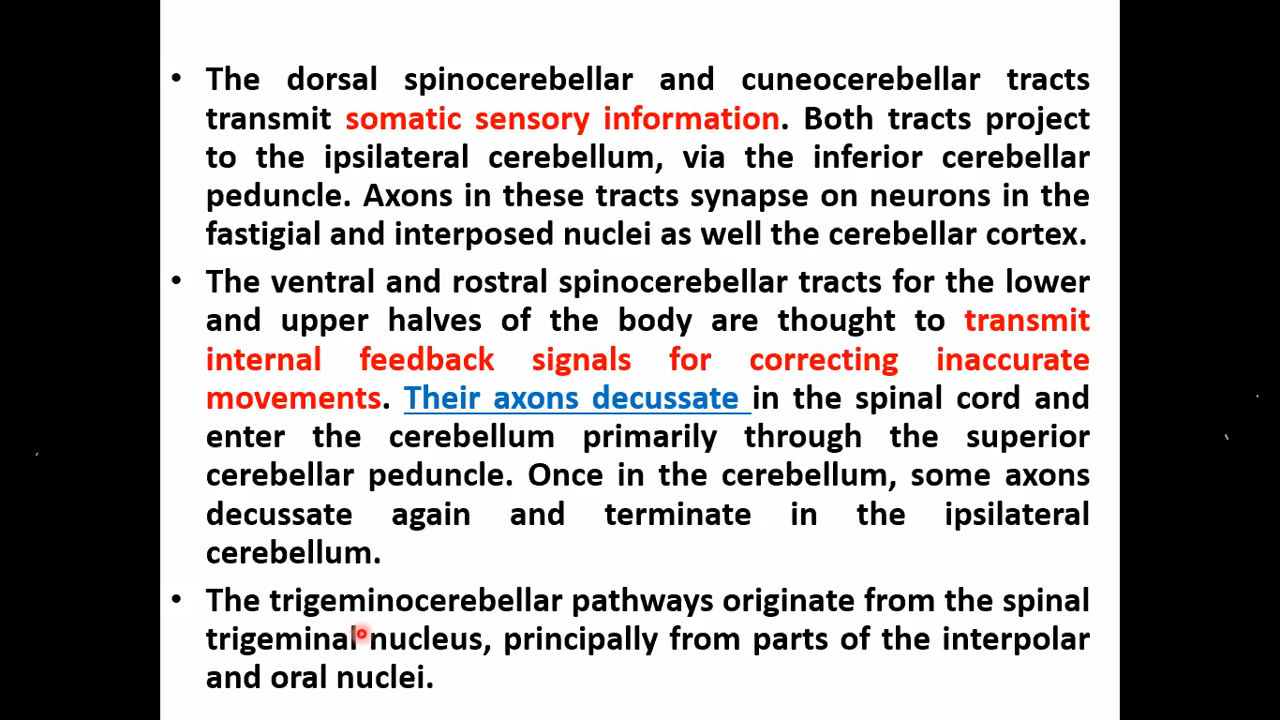 • The dorsal spinocerebellar and cuneocerebellar tracts
transmit somatic sensory information. Both tracts project
to the ipsilateral cerebellum, via the inferior cerebellar
peduncle. Axons in these tracts synapse on neurons in the
fastigial and interposed nuclei as well the cerebellar cortex.
• The ventral and rostral spinocerebellar tracts for the lower
and upper halves of the body are thought to transmit
internal feedback signals for correcting inaccurate
movements. Their axons decussate in the spinal cord and
enter the cerebellum primarily through the superior
cerebellar peduncle. Once in the cerebellum, some axons
decussate again and terminate in the ipsilateral
cerebellum.
• The trigeminocerebellar pathways originate from the spinal
trigeminal nucleus, principally from parts of the interpolar
and oral nuclei.